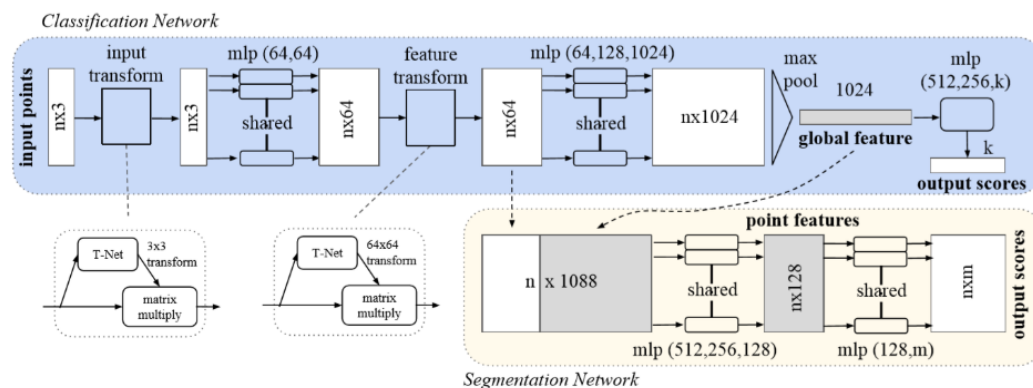 Classification Network
input points
nx3
input
transform
nx3
mlp (64,64)
shared
nx64
feature
transform
nx64
mlp (64,128,1024)
shared
nx1024
max
pool
1024
global feature
mlp
(512,256,k)
k
output scores
T-Net
3x3
transform
matrix
multiply
T-Net
64x64
transform
matrix
multiply
point features
n x 1088
shared
mlp (512,256,128)
nx128
shared
mlp (128,m)
nxm
output scores
Segmentation Network